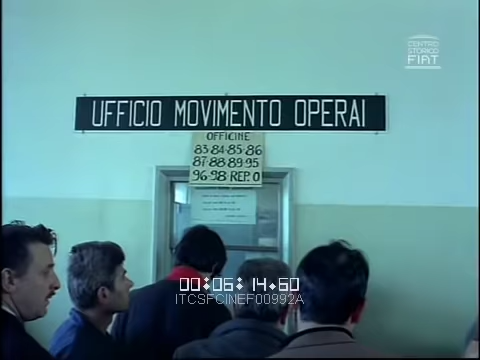 CENTRO
STORICO
FIAT
UFFICIO MOVIMENTO OPERAI
OFFICINE
83-84-85-86
87-88-89-95
96-98-REP. O
00:06:14.60
ITCSFCINEF00992A